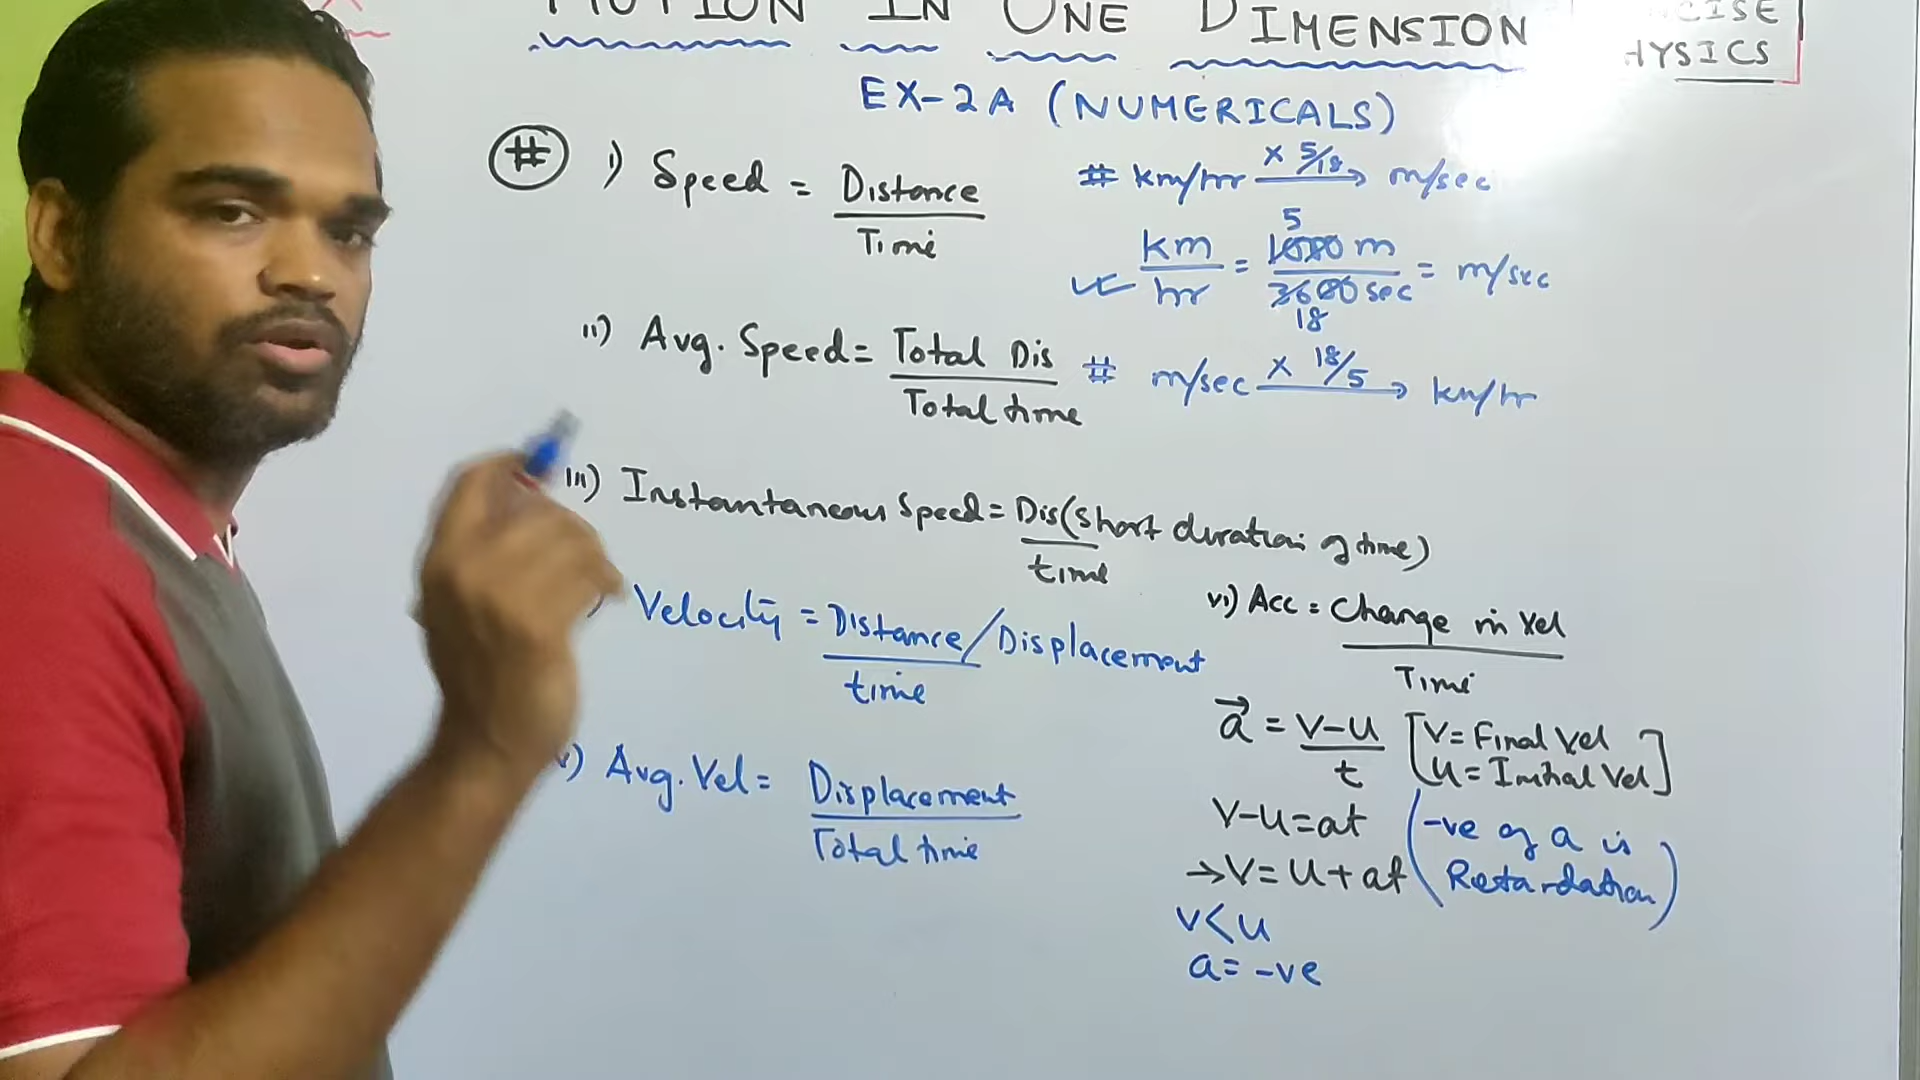 MOTION IN ONE DIMENSION
CISE
HYSICS
EX-2A (NUMERICALS)
# i) Speed = Distance / Time
# km/hr × 5/18 → m/sec
km/hr = 1000 m / 3600 sec = m/sec
5
18
ii) Avg. Speed = Total Dis / Total time
# m/sec × 18/5 → km/hr
iii) Instantaneous Speed = Dis (short duration of time) / time
) Velocity = Distance/Displacement / time
v) Avg. Vel = Displacement / Total time
vi) Acc = Change in Vel / Time
a = v-u / t [V = Final Vel
U = Initial Vel]
V-U=at
→V=U+at
(-ve of a is
Retardation)
V<U
a= -ve